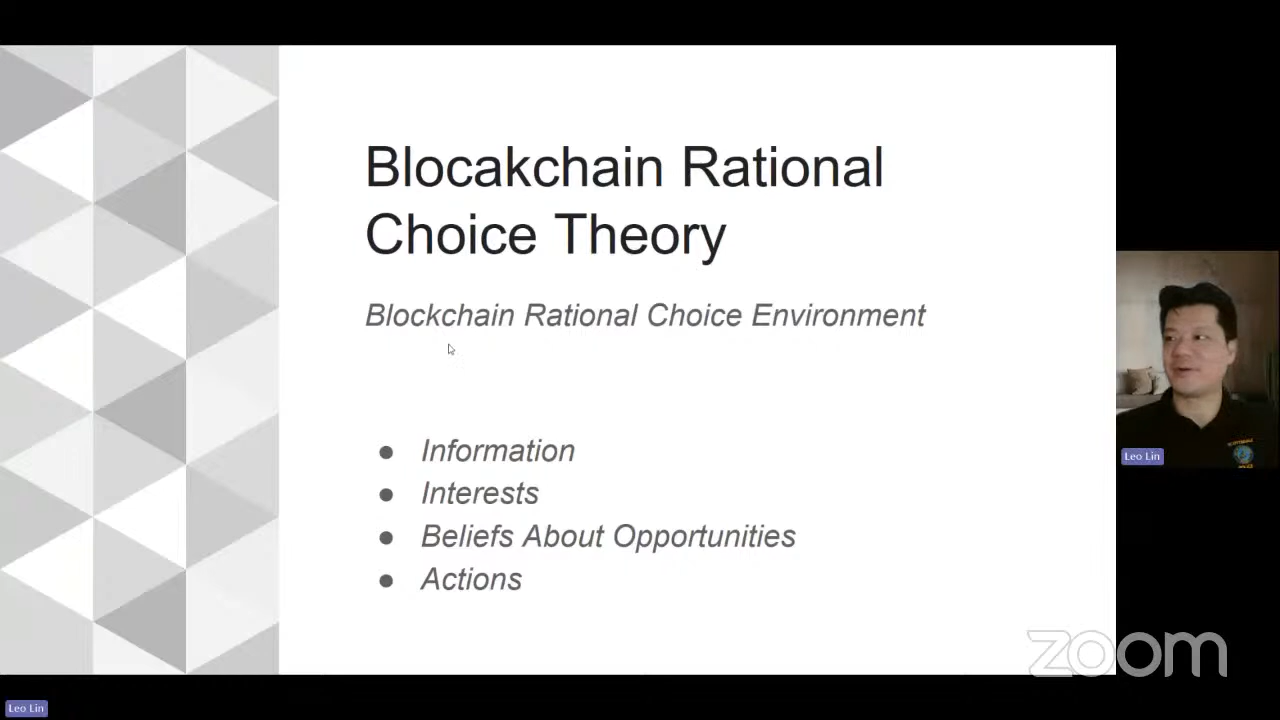 Blocakchain Rational
Choice Theory
Blockchain Rational Choice Environment
● Information
● Interests
● Beliefs About Opportunities
● Actions
Leo Lin
zoom
Leo Lin